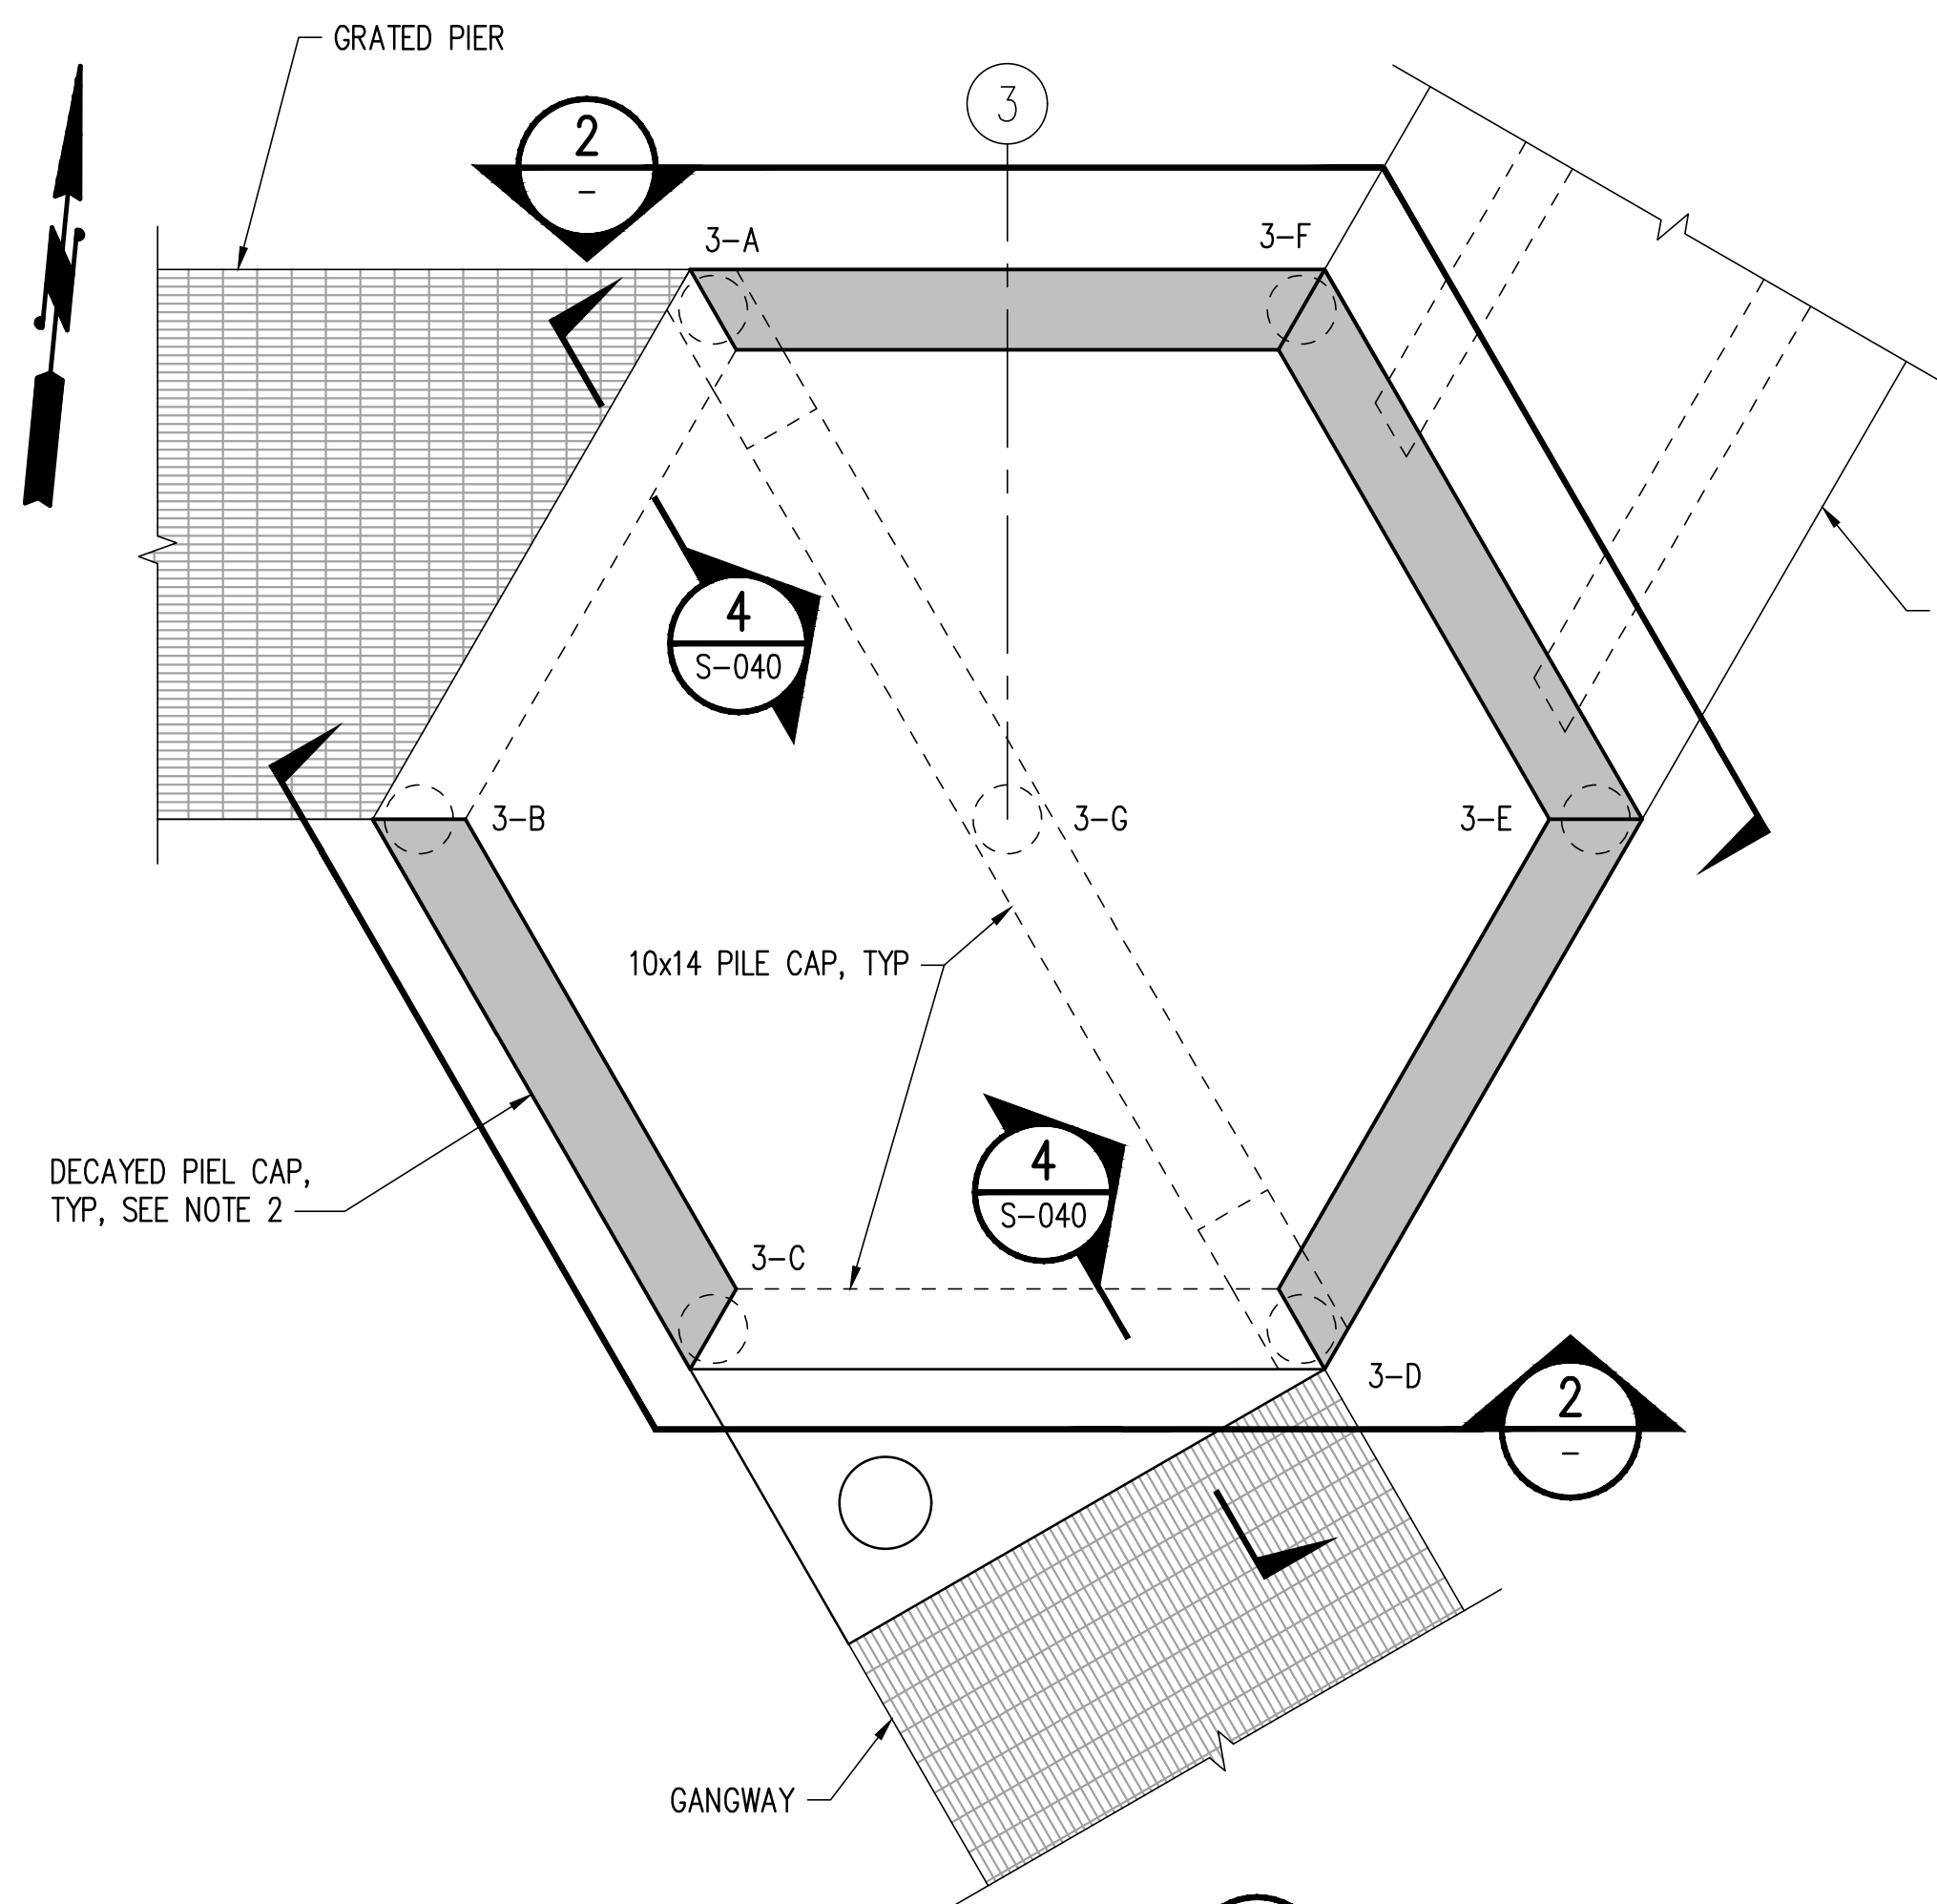 GRATED PIER
3
2
-
3-A
3-F
4
S-040
3-B
3-G
3-E
10x14 PILE CAP, TYP
4
S-040
DECAYED PIEL CAP,
TYP, SEE NOTE 2
3-C
3-D
2
-
GANGWAY